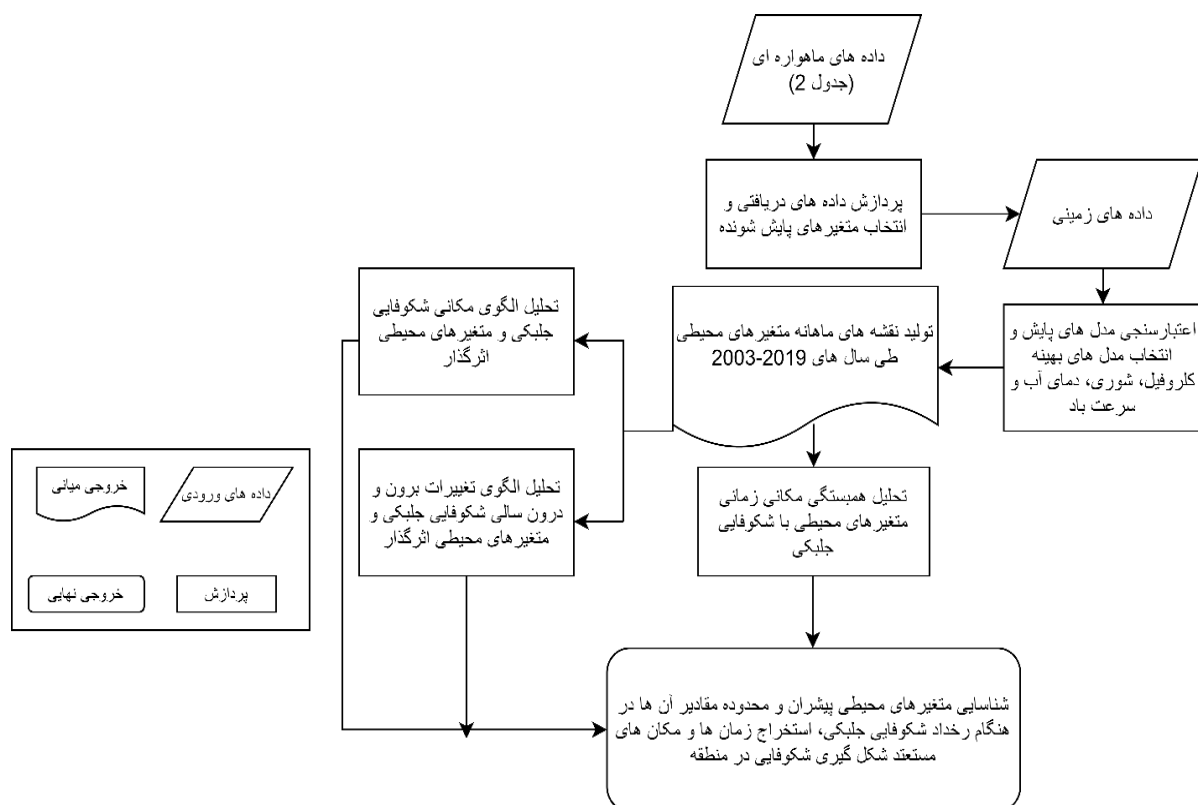 داده های ماهواره ای
(جدول 2)
پردازش داده های دریافتی و
انتخاب متغیرهای پایش شونده
داده های زمینی
اعتبارسنجی مدل های پایش و
انتخاب مدل های بهینه
کلروفیل، شوری، دمای آب و
سرعت باد
تولید نقشه های ماهانه متغیرهای محیطی
طی سال های 2019-2003
تحلیل الگوی مکانی شکوفایی
جلبکی و متغیرهای محیطی
اثرگذار
تحلیل الگوی تغییرات برون و
درون سالی شکوفایی جلبکی و
متغیرهای محیطی اثرگذار
تحلیل همبستگی مکانی زمانی
متغیرهای محیطی با شکوفایی
جلبکی
شناسایی متغیرهای محیطی پیشران و محدوده مقادیر آن ها در
هنگام رخداد شکوفایی جلبکی، استخراج زمان ها و مکان های
مستعتد شکل گیری شکوفایی در منطقه
داده های ورودی
خروجی میانی
پردازش
خروجی نهایی